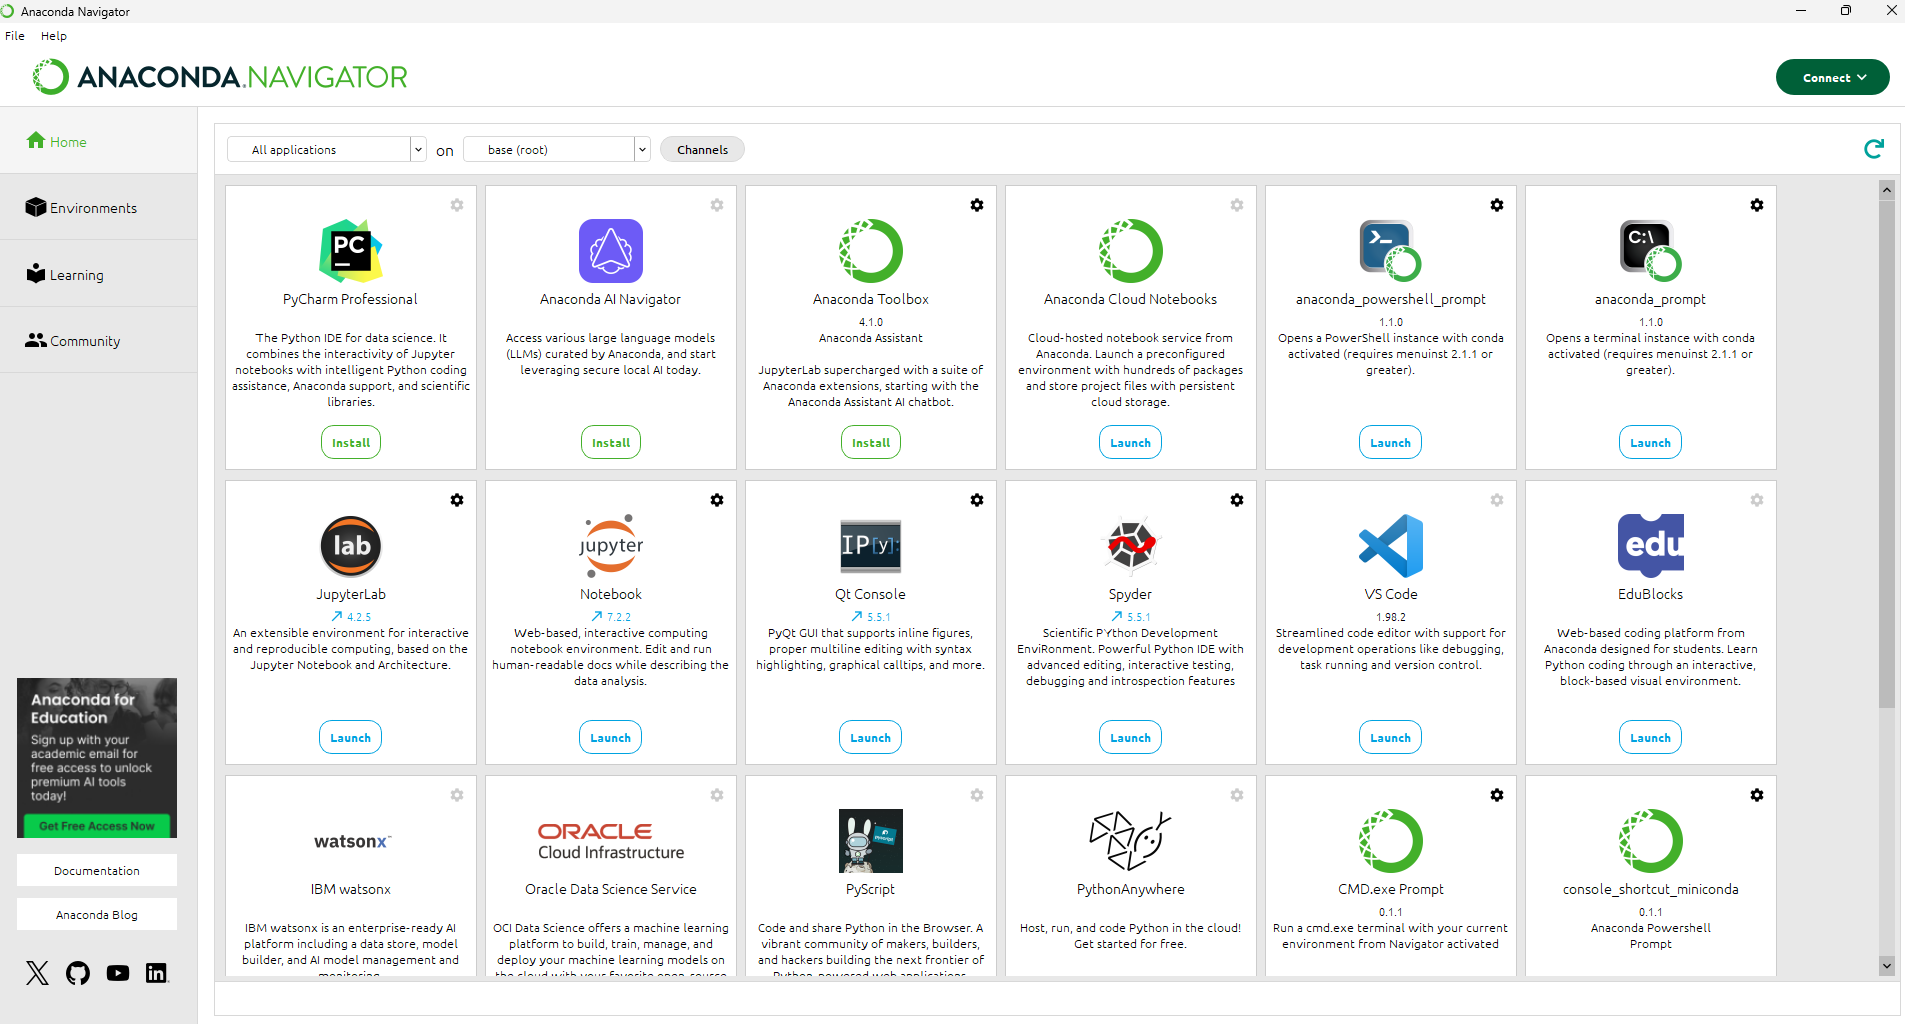 Anaconda Navigator
File Help
ANACONDA.NAVIGATOR
Connect
Home
Environments
Learning
Community
All applications on base (root) Channels
PyCharm Professional
The Python IDE for data science. It
combines the interactivity of Jupyter
notebooks with intelligent Python coding
assistance, Anaconda support, and scientific
libraries.
Install
Anaconda AI Navigator
Access various large language models
(LLMs) curated by Anaconda, and start
leveraging secure local AI today.
Install
Anaconda Toolbox
4.1.0
Anaconda Assistant
JupyterLab supercharged with a suite of
Anaconda extensions, starting with the
Anaconda Assistant AI chatbot.
Install
Anaconda Cloud Notebooks
Cloud-hosted notebook service from
Anaconda. Launch a preconfigured
environment with hundreds of packages
and store project files with persistent
cloud storage.
Launch
anaconda_powershell_prompt
1.1.0
Opens a PowerShell instance with conda
activated (requires menuinst 2.1.1 or
greater).
Launch
C:\
anaconda_prompt
1.1.0
Opens a terminal instance with conda
activated (requires menuinst 2.1.1 or
greater).
Launch
PC
lab
JupyterLab
4.2.5
An extensible environment for interactive
and reproducible computing, based on the
Jupyter Notebook and Architecture.
Launch
jupyter
Notebook
7.2.2
Web-based, interactive computing
notebook environment. Edit and run
human-readable docs while describing the
data analysis.
Launch
IP[y]:
Qt Console
5.5.1
PyQt GUI that supports inline figures,
proper multiline editing with syntax
highlighting, graphical calltips, and more.
Launch
Spyder
5.5.1
Scientific PYthon Development
EnviRonment. Powerful Python IDE with
advanced editing, interactive testing,
debugging and introspection features
Launch
VS Code
1.98.2
Streamlined code editor with support for
development operations like debugging,
task running and version control.
Launch
edu
EduBlocks
Web-based coding platform from
Anaconda designed for students. Learn
Python coding through an interactive,
block-based visual environment.
Launch
watsonx™
IBM watsonx
IBM watsonx is an enterprise-ready AI
platform including a data store, model
builder, and AI model management and
monitoring.
ORACLE
Cloud Infrastructure
Oracle Data Science Service
OCI Data Science offers a machine learning
platform to build, train, manage, and
deploy your machine learning models on
the cloud with your favorite open-source
PyScript
Code and share Python in the Browser. A
vibrant community of makers, builders,
and hackers building the next frontier of
Python-powered web applications.
PythonAnywhere
Host, run, and code Python in the cloud!
Get started for free.
CMD.exe Prompt
0.1.1
Run a cmd.exe terminal with your current
environment from Navigator activated
console_shortcut_miniconda
0.1.1
Anaconda Powershell
Prompt
Anaconda for
Education
Sign up with your
academic email for
free access to unlock
premium AI tools
today!
Get Free Access Now
Documentation
Anaconda Blog